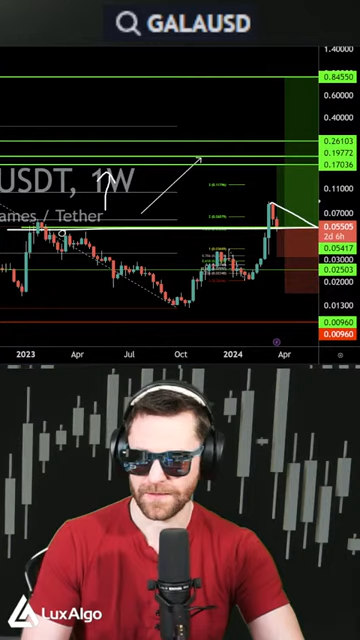 GALAUSD
1.40000
0.84550
0.60000
0.40000
0.26103
0.19772
0.17036
USDT, 1W
0.11000
ames / Tether
0.07000
0.05505
2d 6h
0.05417
0.03000
0.02503
0.02000
0.01300
0.00960
0.00960
2023
Apr
Jul
Oct
2024
Apr
LuxAlgo